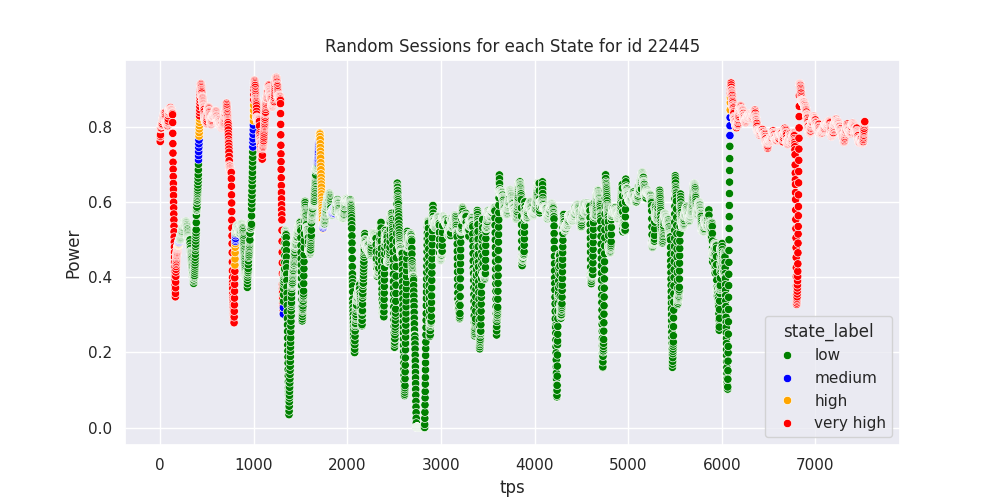 Random Sessions for each State for id 22445
Power
0.8
0.6
0.4
0.2
0.0
state_label
low
medium
high
very high
0 1000 2000 3000 4000 5000 6000 7000
tps